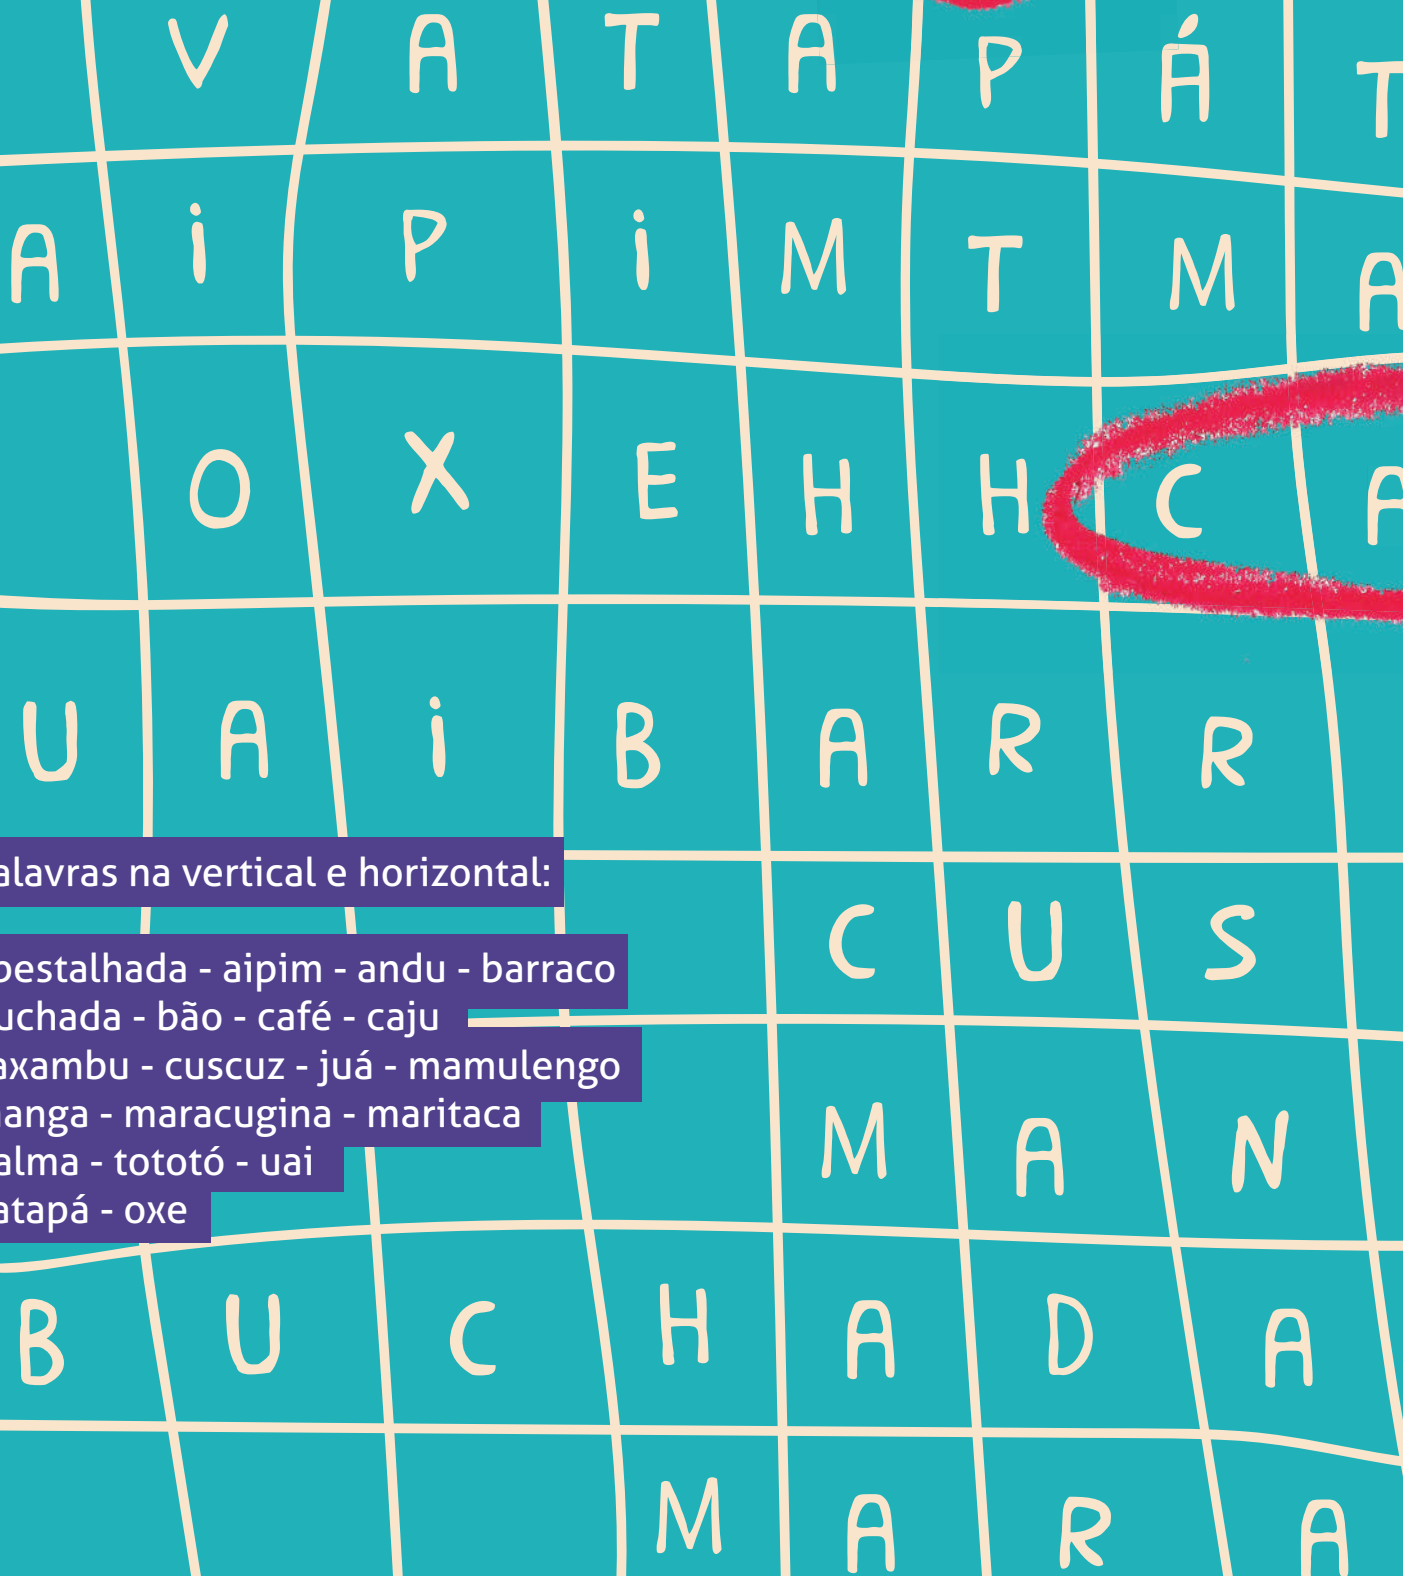 V A T A P Á T
A i P i M T M A
O X E H H C A
U A i B A R R
alavras na vertical e horizontal:
C U S
bestalhada - aipim - andu - barraco
uchada - bão - café - caju
axambu - cuscuz - juá - mamulengo
anga - maracugina - maritaca
M A N
alma - tototó - uai
atapá - oxe
B U C H A D A
M A R A